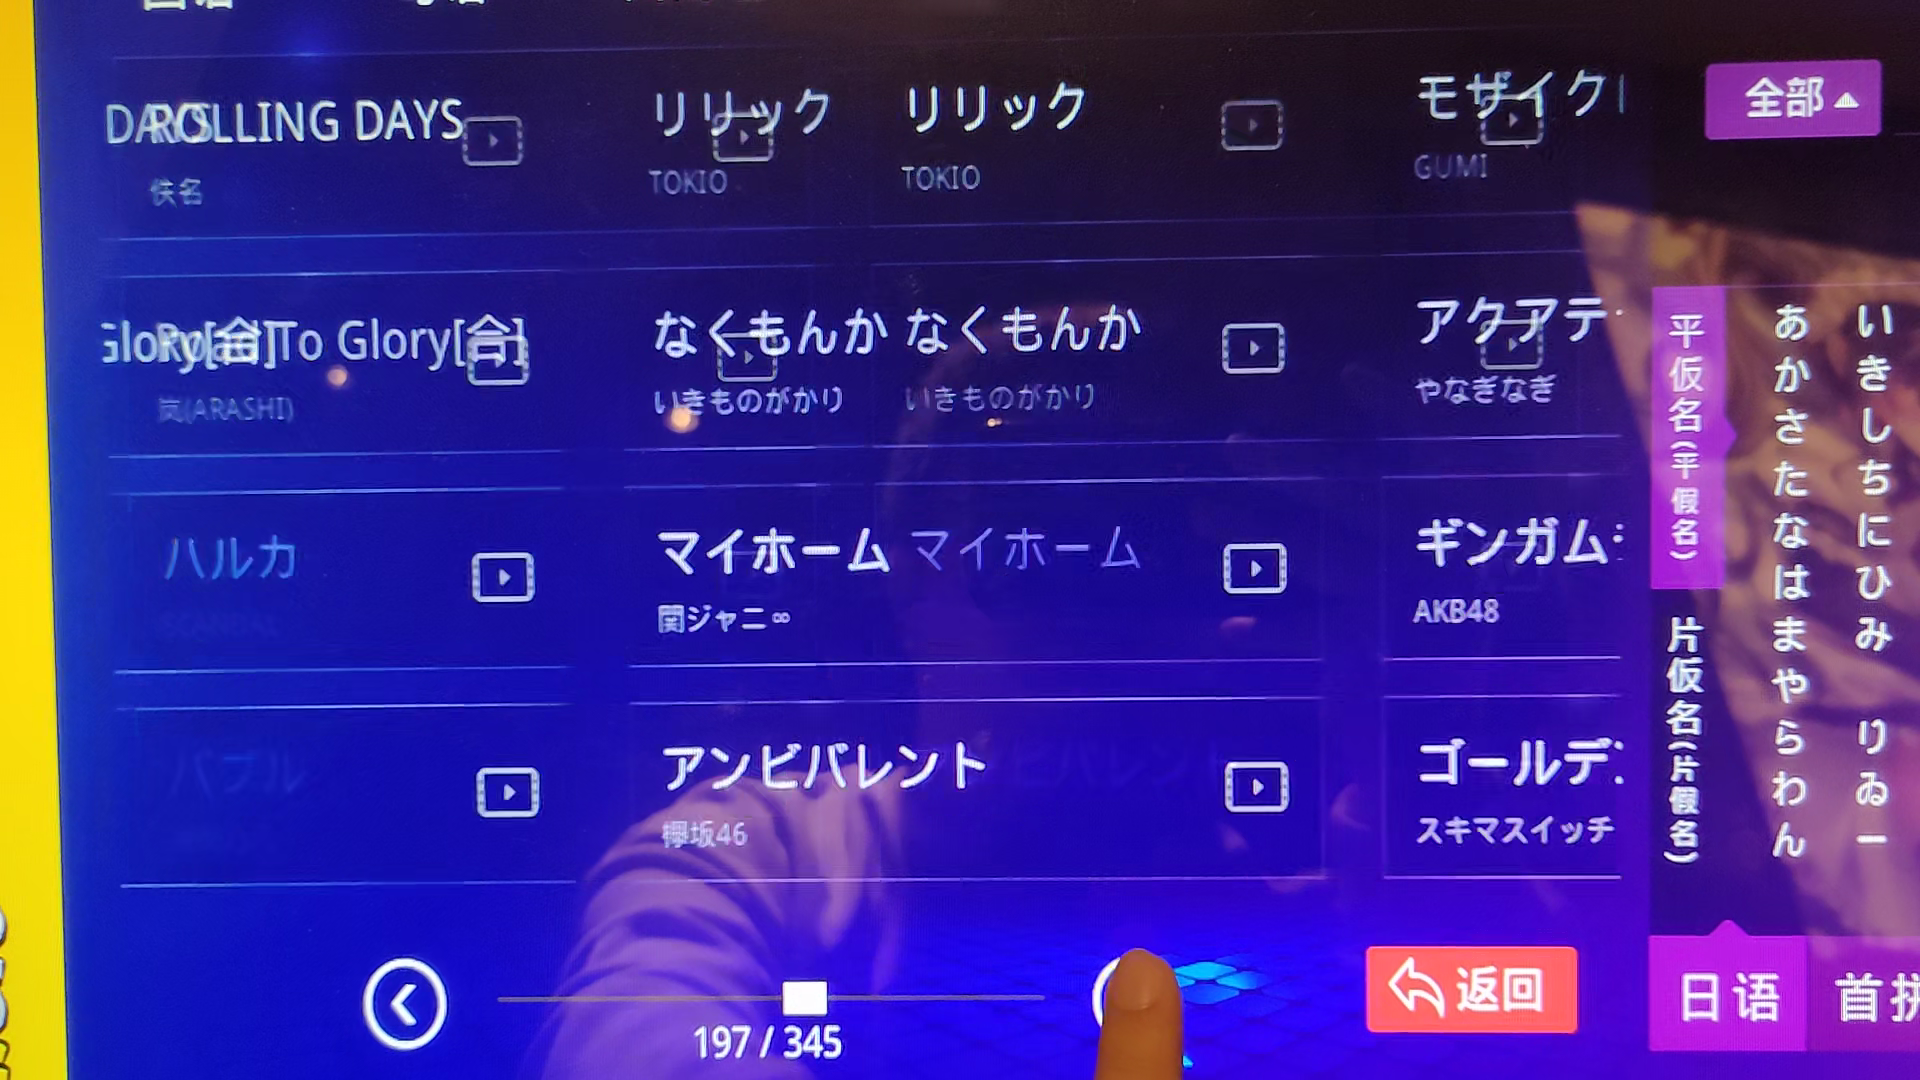 全部
ROLLING DAYS
佚名
リリック
TOKIO
リリック
TOKIO
モザイク
GUMI
To Glory[合]
嵐(ARASHI)
なくもんか
いきものがかり
なくもんか
いきものがかり
アクアテ
やなぎなぎ
ハルカ
マイホーム
関ジャニ∞
マイホーム
ギンガム
AKB48
バブル
アンビバレント
欅坂46
ゴールデ
スキマスイッチ
平仮名(平假名)
片仮名(片假名)
あかさたなはまやらわん
いきしちにひみ りゐー
197 / 345
返回
日语
首拼